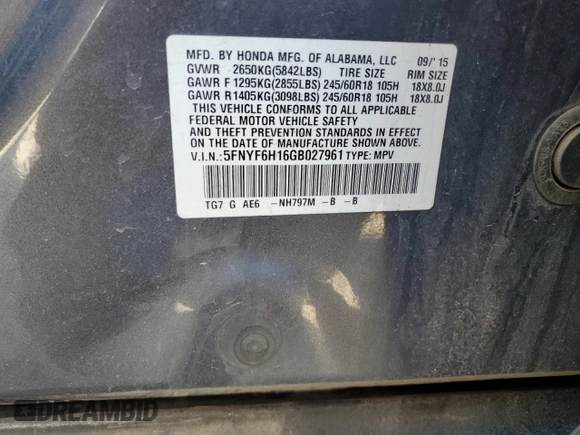 MFD. BY HONDA MFG. OF ALABAMA, LLC 09/'15
GVWR 2650KG(5842LBS) TIRE SIZE RIM SIZE
GAWR F 1295KG(2855LBS) 245/60R18 105H 18X8.0J
GAWR R 1405KG(3098LBS) 245/60R18 105H 18X8.0J
THIS VEHICLE CONFORMS TO ALL APPLICABLE
FEDERAL MOTOR VEHICLE SAFETY
AND THEFT PREVENTION STANDARDS IN EFFECT
ON THE DATE OF MANUFACTURE SHOWN ABOVE.
V.I.N.: 5FNYF6H16GB027961 TYPE: MPV
TG7 G AE6 -NH797M -B -B
DREAMBID